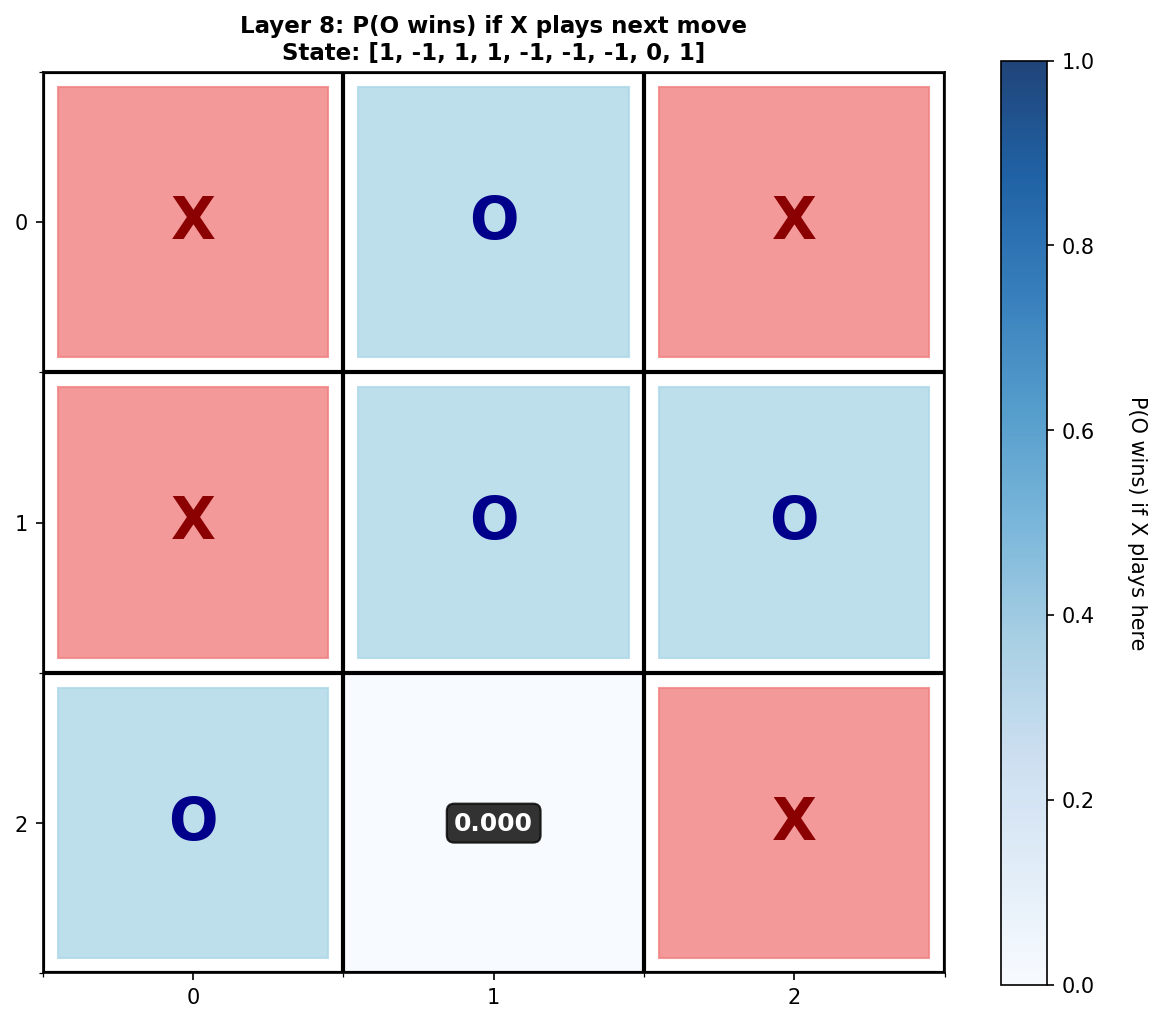 Layer 8: P(O wins) if X plays next move
State: [1, -1, 1, 1, -1, -1, -1, 0, 1]
0
X
O
X
1
X
O
O
2
O
0.000
X
0
1
2
1.0
0.8
0.6
0.4
0.2
0.0
P(O wins) if X plays here